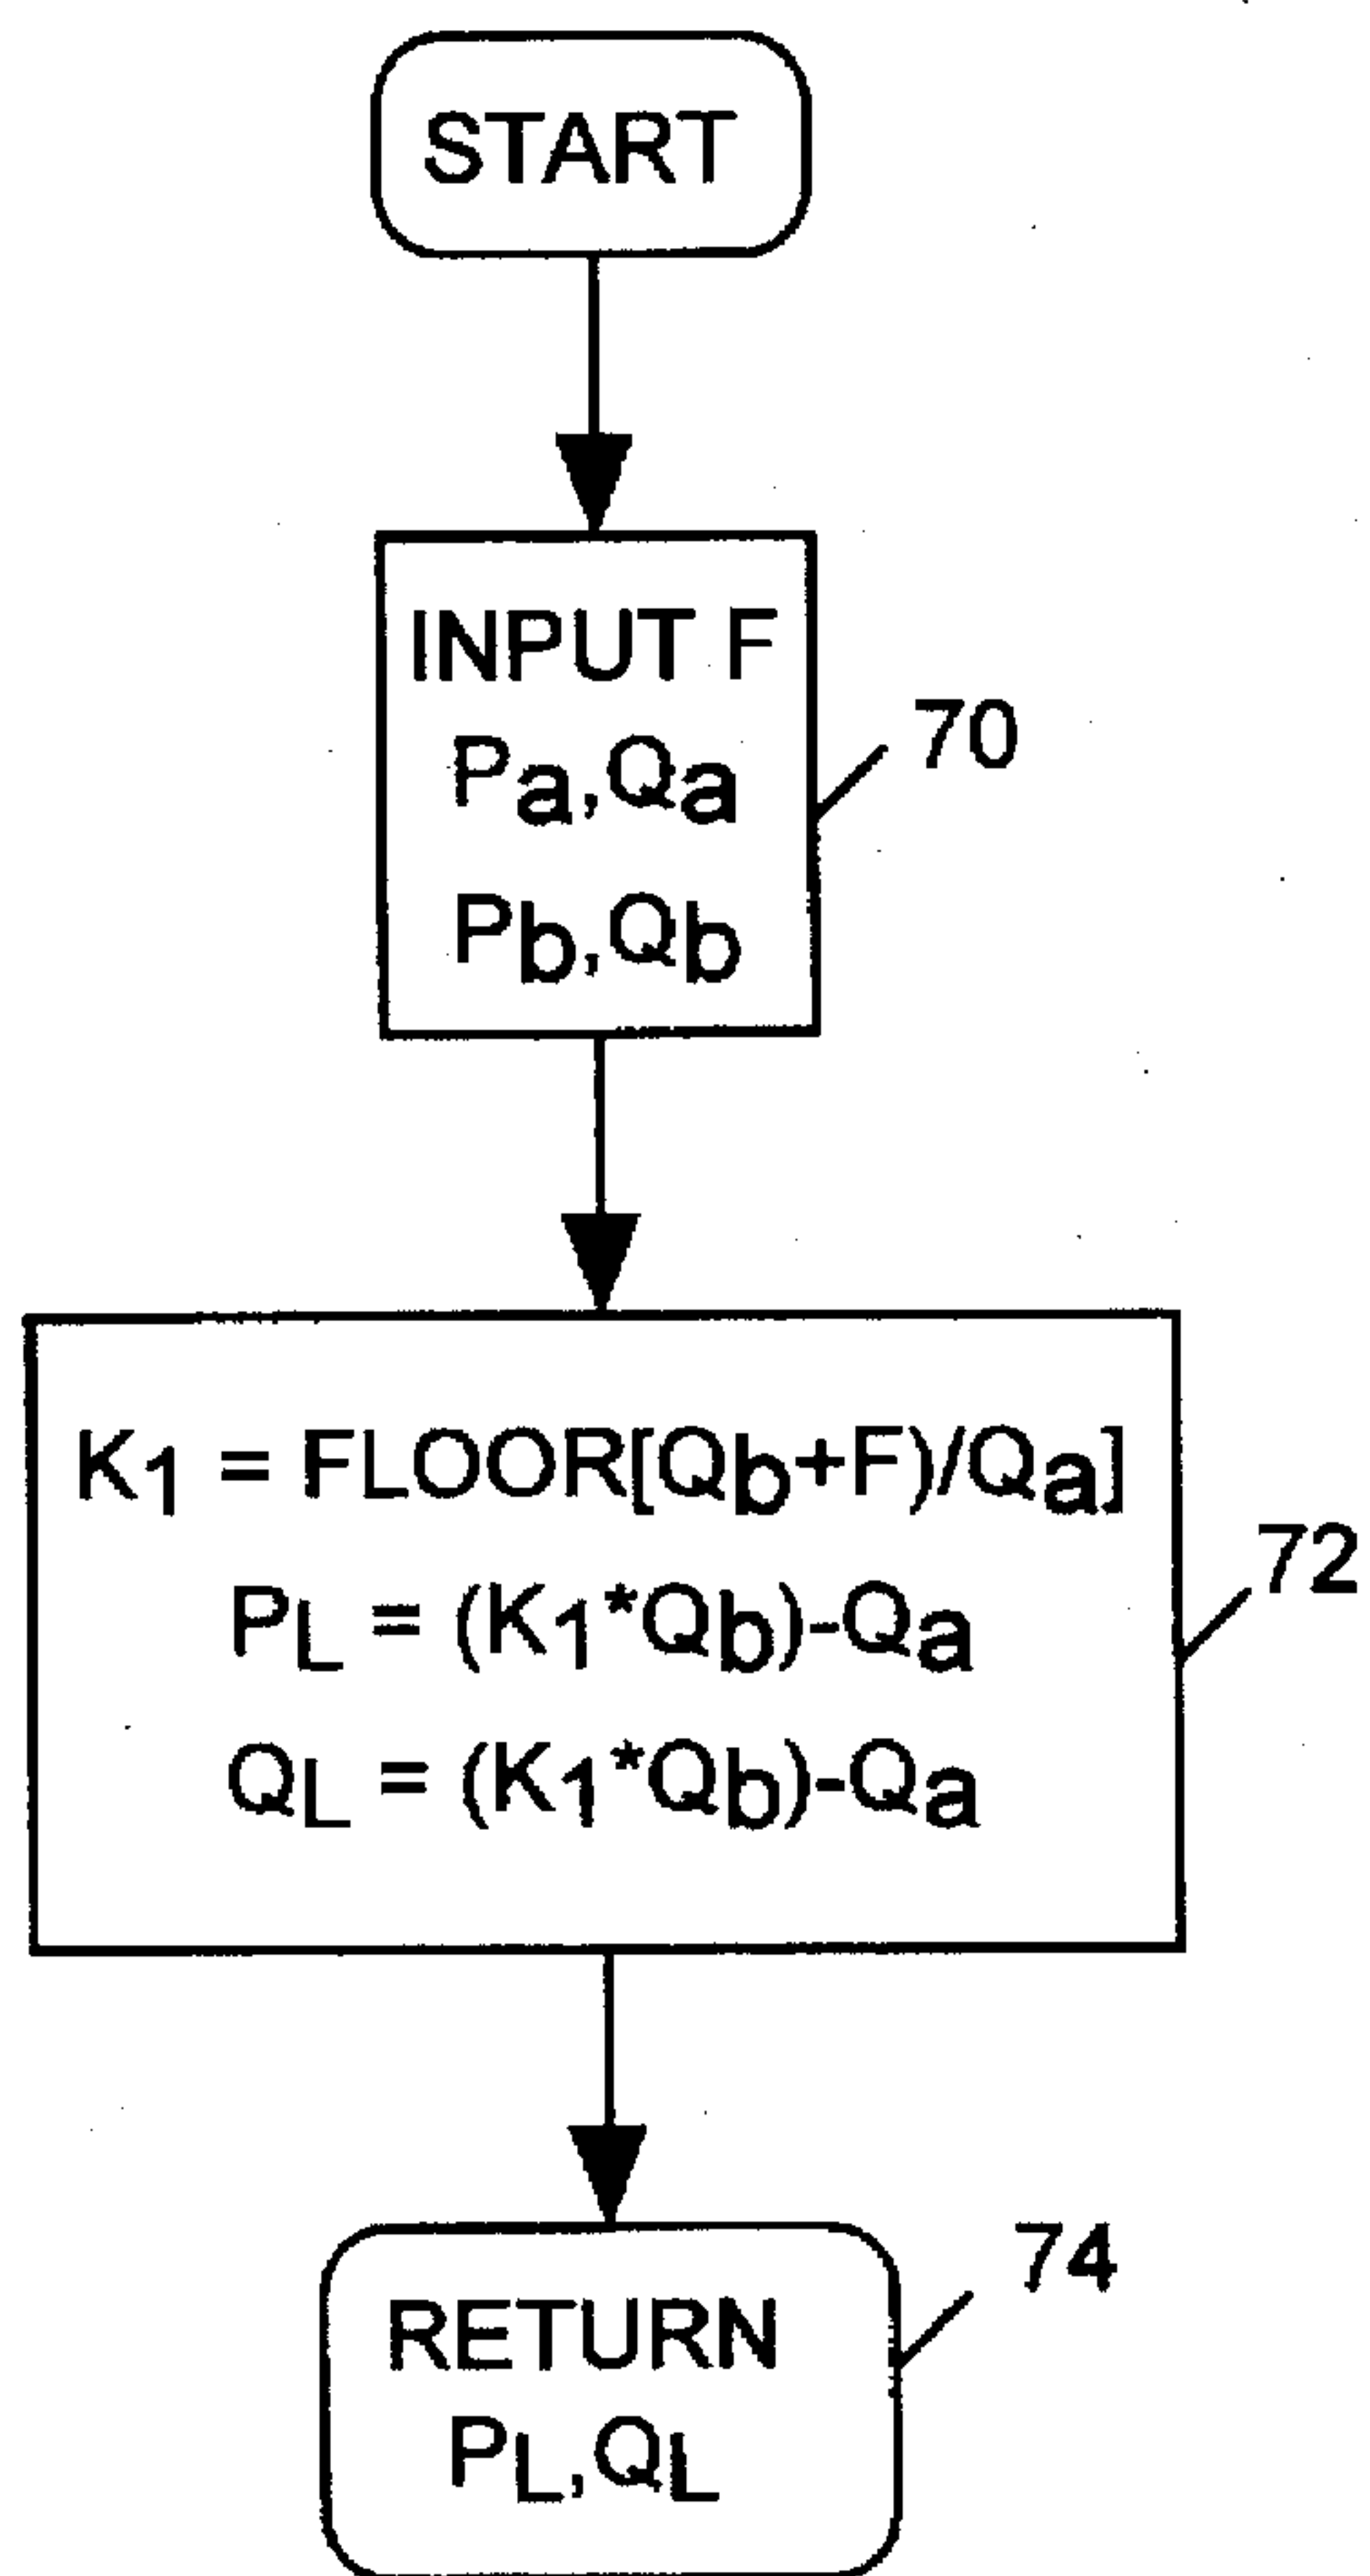 START
INPUT F
Pa,Qa
Pb,Qb
70
K1 = FLOOR[Qb+F)/Qa]
PL = (K1*Qb)-Qa
QL = (K1*Qb)-Qa
72
RETURN
PL,QL
74